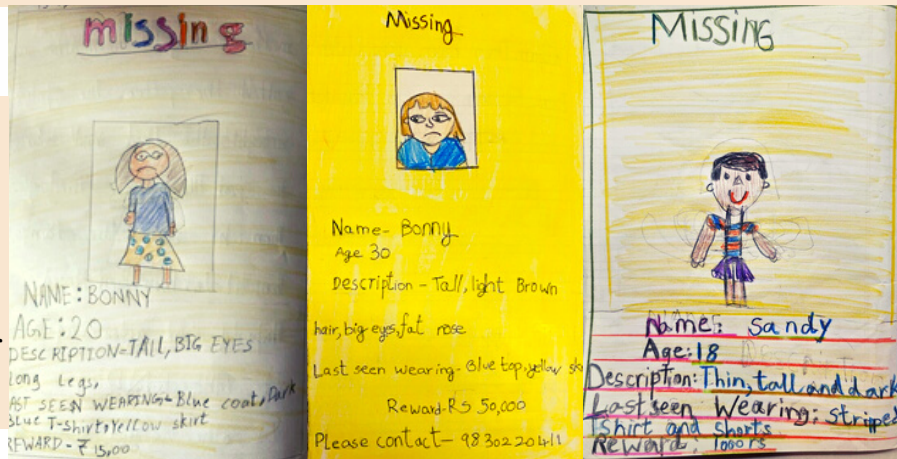 missing
NAME: BONNY
AGE: 20
DESCRIPTION=TALL, BIG EYES
Long Legs,
AST SEEN WEARING- Blue coat, Dark
Blue T-Shirt, Yellow skirt
REWARD = ₹
Missing
Name- Bonny
Age 30
Description - Tall, light Brown
hair, big eyes, fat nose
Last seen wearing- Blue top, yellow sk
Reward- RS 50,000
Please contact- 9830220411
MISSING
Name: Sandy
Age: 18
Description: Thin, tall and dark
Last seen Wearing: striped
Tshirt and shorts
Reward: 1000rs